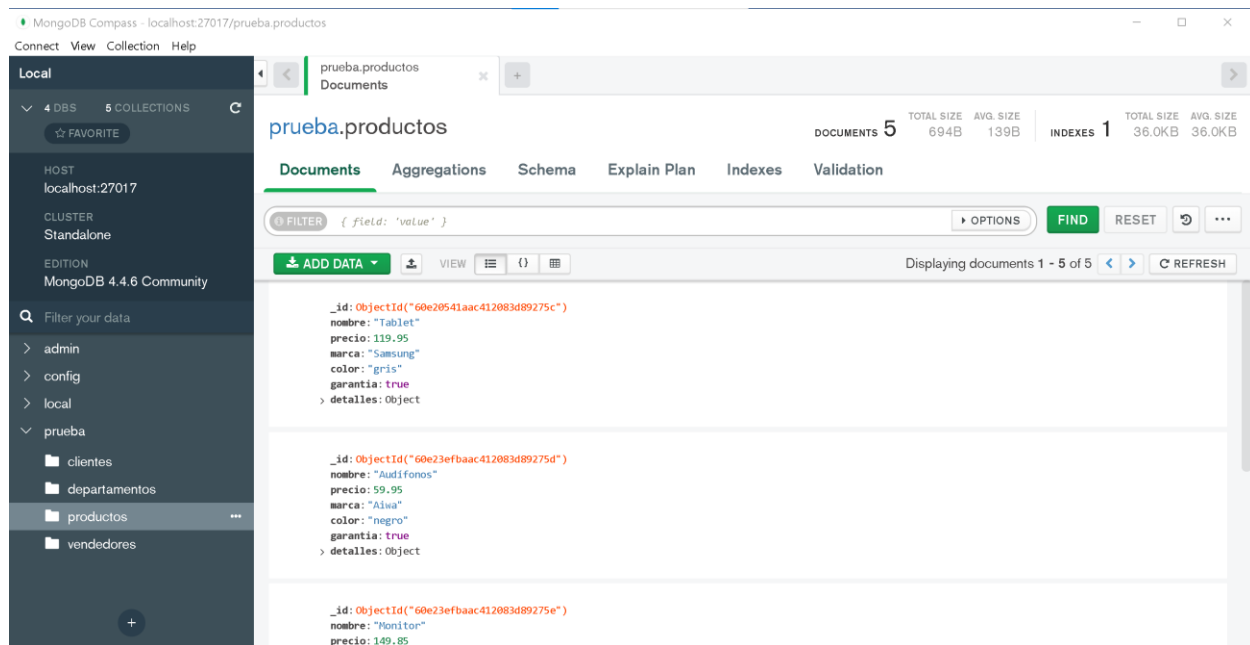 MongoDB Compass - localhost:27017/prueba.productos
Connect View Collection Help
Local
4 DBS 5 COLLECTIONS
FAVORITE
HOST
localhost:27017
CLUSTER
Standalone
EDITION
MongoDB 4.4.6 Community
Filter your data
admin
config
local
prueba
clientes
departamentos
productos
vendedores
prueba.productos
Documents
prueba.productos
DOCUMENTS 5 TOTAL SIZE 694B AVG. SIZE 139B INDEXES 1 TOTAL SIZE 36.0KB AVG. SIZE 36.0KB
Documents Aggregations Schema Explain Plan Indexes Validation
FILTER { field: 'value' } OPTIONS FIND RESET
ADD DATA VIEW {} Displaying documents 1 - 5 of 5 REFRESH
_id: ObjectId("60e20541aac412083d89275c")
nombre: "Tablet"
precio: 119.95
marca: "Samsung"
color: "gris"
garantia: true
detalles: Object
_id: ObjectId("60e23efbaac412083d89275d")
nombre: "Audífonos"
precio: 59.95
marca: "Aiwa"
color: "negro"
garantia: true
detalles: Object
_id: ObjectId("60e23efbaac412083d89275e")
nombre: "Monitor"
precio: 149.85